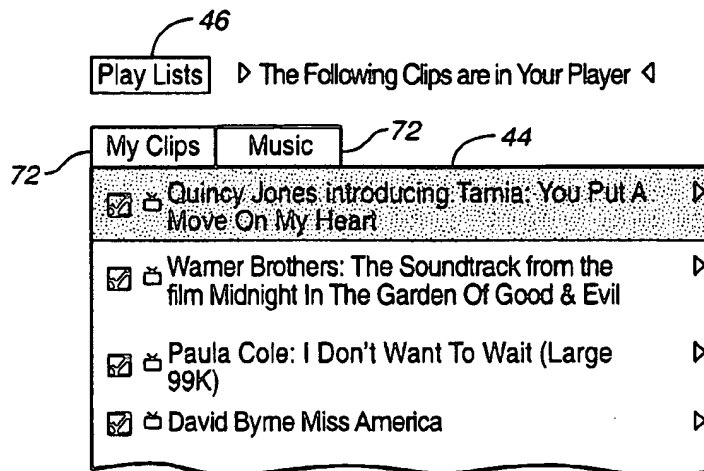 46
Play Lists ▷ The Following Clips are in Your Player ◁
72 My Clips Music 72 44
Quincy Jones introducing Tamia: You Put A
Move On My Heart
Warner Brothers: The Soundtrack from the
film Midnight In The Garden Of Good & Evil
Paula Cole: I Don't Want To Wait (Large
99K)
David Byrne Miss America